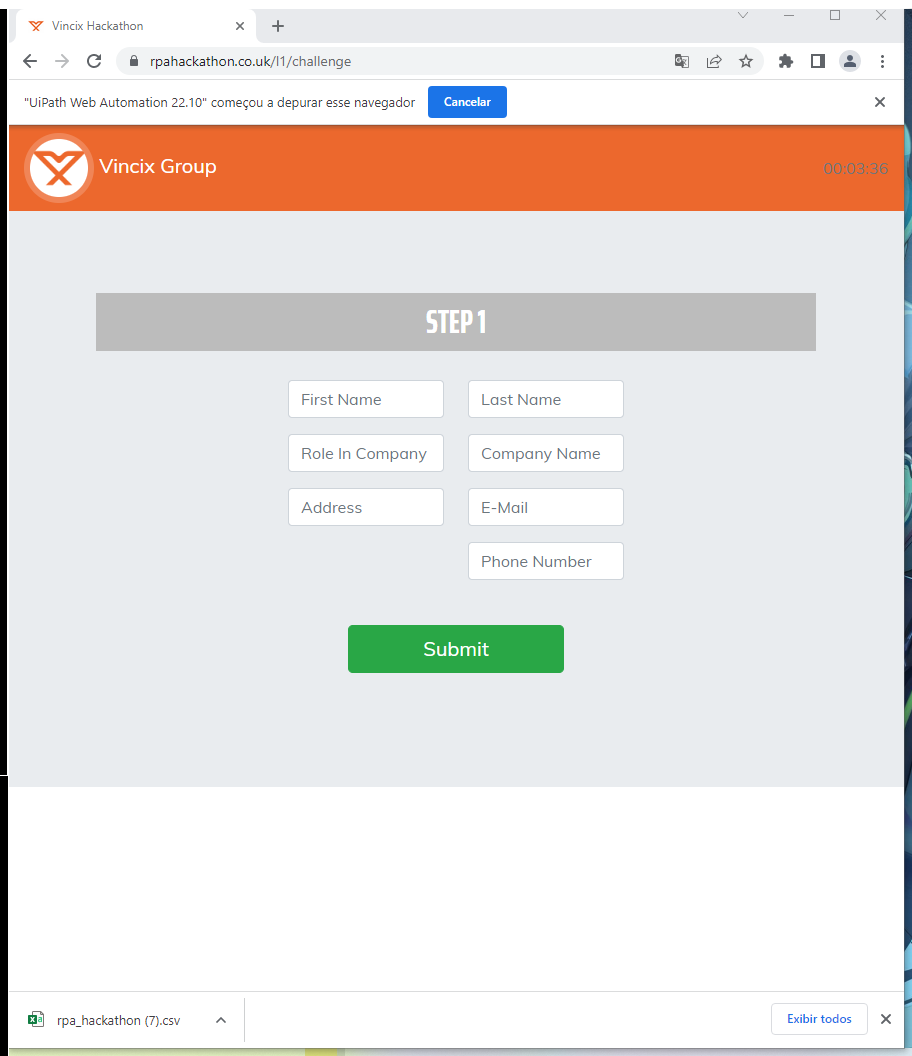 Vincix Hackathon
rpahackathon.co.uk/l1/challenge
"UiPath Web Automation 22.10" começou a depurar esse navegador
Cancelar
Vincix Group
00:03:36
STEP 1
First Name
Last Name
Role In Company
Company Name
Address
E-Mail
Phone Number
Submit
rpa_hackathon (7).csv
Exibir todos